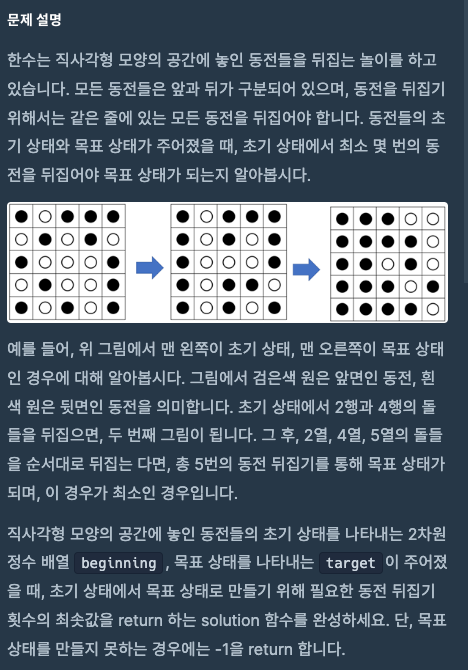 문제 설명
한수는 직사각형 모양의 공간에 놓인 동전들을 뒤집는 놀이를 하고
있습니다. 모든 동전들은 앞과 뒤가 구분되어 있으며, 동전을 뒤집기
위해서는 같은 줄에 있는 모든 동전을 뒤집어야 합니다. 동전들의 초
기 상태와 목표 상태가 주어졌을 때, 초기 상태에서 최소 몇 번의 동
전을 뒤집어야 목표 상태가 되는지 알아봅시다.
예를 들어, 위 그림에서 맨 왼쪽이 초기 상태, 맨 오른쪽이 목표 상태
인 경우에 대해 알아봅시다. 그림에서 검은색 원은 앞면인 동전, 흰
색 원은 뒷면인 동전을 의미합니다. 초기 상태에서 2행과 4행의 돌
들을 뒤집으면, 두 번째 그림이 됩니다. 그 후, 2열, 4열, 5열의 돌들
을 순서대로 뒤집는 다면, 총 5번의 동전 뒤집기를 통해 목표 상태가
되며, 이 경우가 최소인 경우입니다.
직사각형 모양의 공간에 놓인 동전들의 초기 상태를 나타내는 2차원
정수 배열 beginning, 목표 상태를 나타내는 target이 주어졌
을 때, 초기 상태에서 목표 상태로 만들기 위해 필요한 동전 뒤집기
횟수의 최솟값을 return 하는 solution 함수를 완성하세요. 단, 목표
상태를 만들지 못하는 경우에는 -1을 return 합니다.